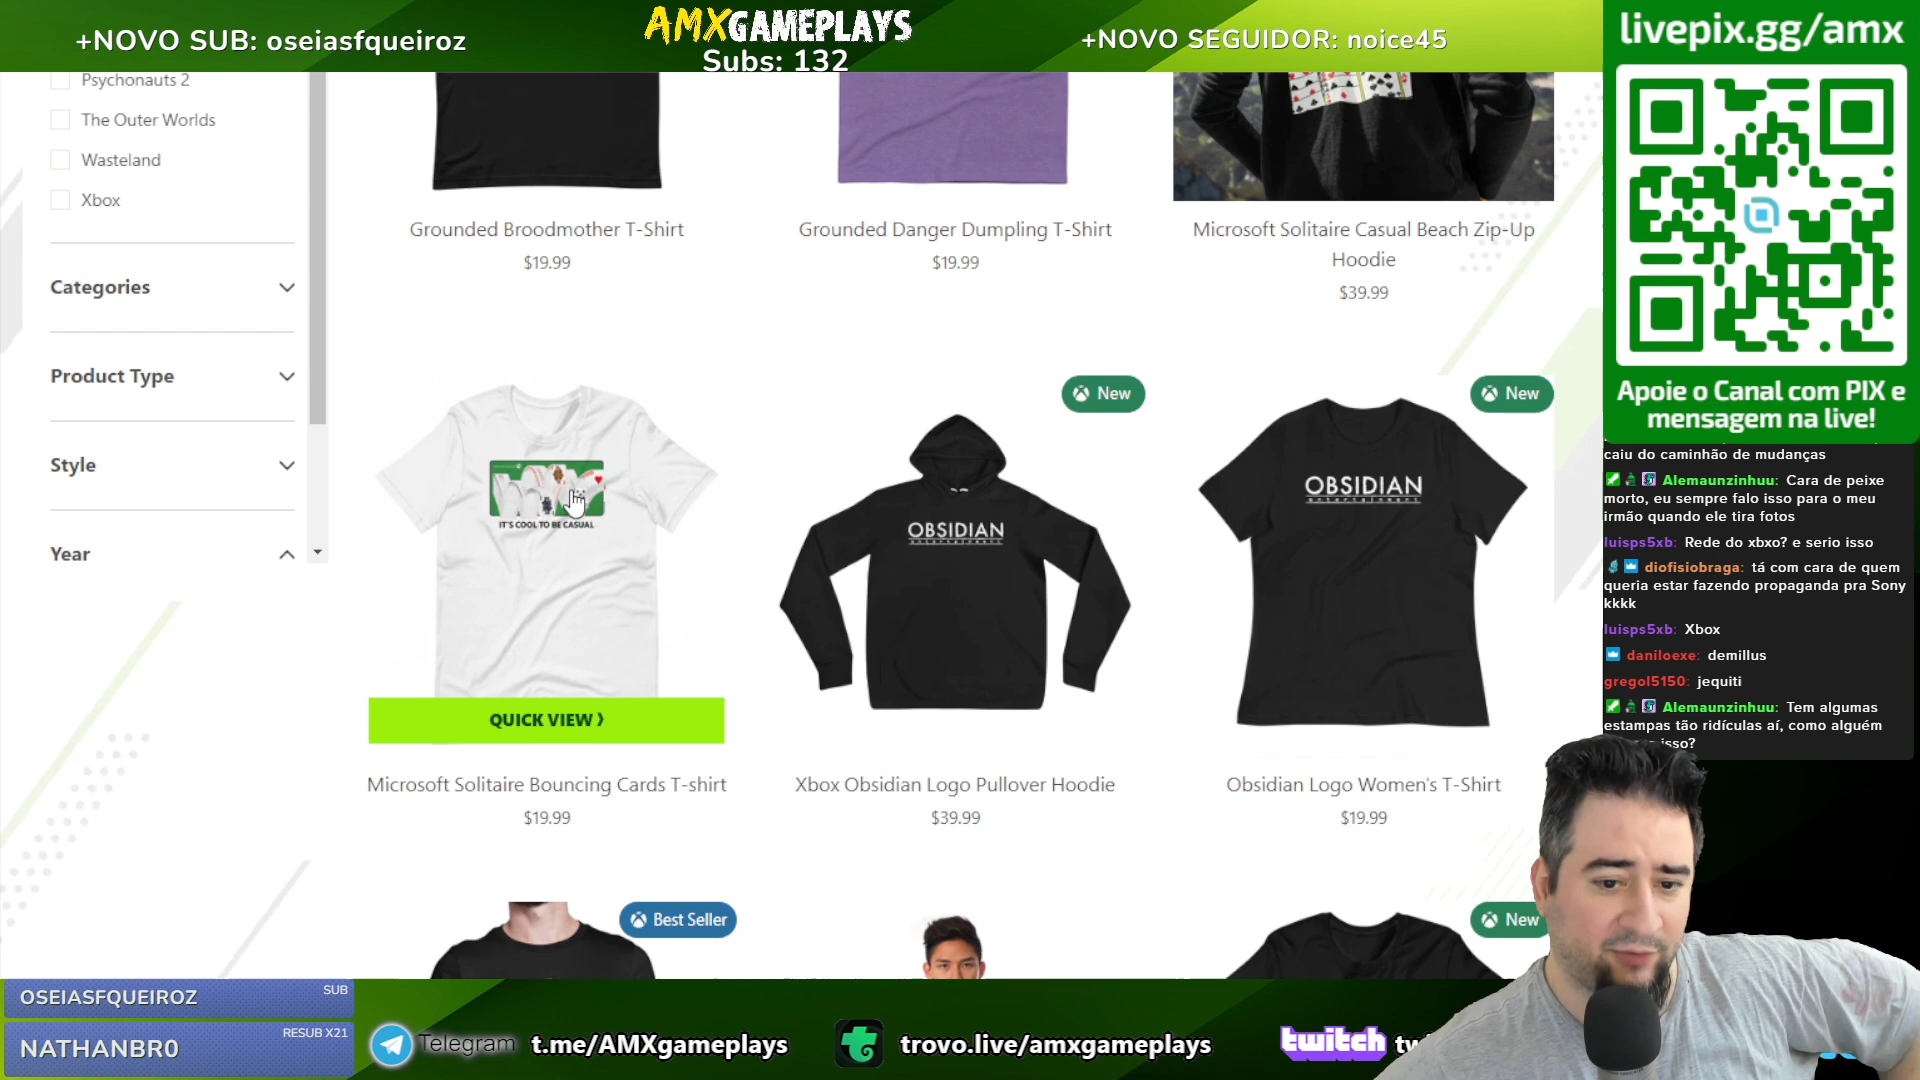 +NOVO SUB: oseiasfqueiroz
AMXGAMEPLAYS
Subs: 132
+NOVO SEGUIDOR: noice45
livepix.gg/amx
Psychonauts 2
The Outer Worlds
Wasteland
Xbox
Categories
Product Type
Style
Year
Grounded Broodmother T-Shirt
$19.99
Grounded Danger Dumpling T-Shirt
$19.99
Microsoft Solitaire Casual Beach Zip-Up
Hoodie
$39.99
IT'S COOL TO BE CASUAL
QUICK VIEW ⟩
Microsoft Solitaire Bouncing Cards T-shirt
$19.99
New
OBSIDIAN
entertainment
Xbox Obsidian Logo Pullover Hoodie
$39.99
New
OBSIDIAN
entertainment
Obsidian Logo Women's T-Shirt
$19.99
Best Seller
New
Apoie o Canal com PIX e
mensagem na live!
caiu do caminhão de mudanças
Alemaunzinhuu: Cara de peixe
morto, eu sempre falo isso para o meu
irmão quando ele tira fotos
luisps5xb: Rede do xbxo? e serio isso
diofisiobraga: tá com cara de quem
queria estar fazendo propaganda pra Sony
kkkk
luisps5xb: Xbox
daniloexe: demillus
gregol5150: jequiti
Alemaunzinhuu: Tem algumas
estampas tão ridículas aí, como alguém
isso?
OSEIASFQUEIROZ
SUB
NATHANBR0
RESUB X21
Telegram
t.me/AMXgameplays
trovo.live/amxgameplays
twitch
tw